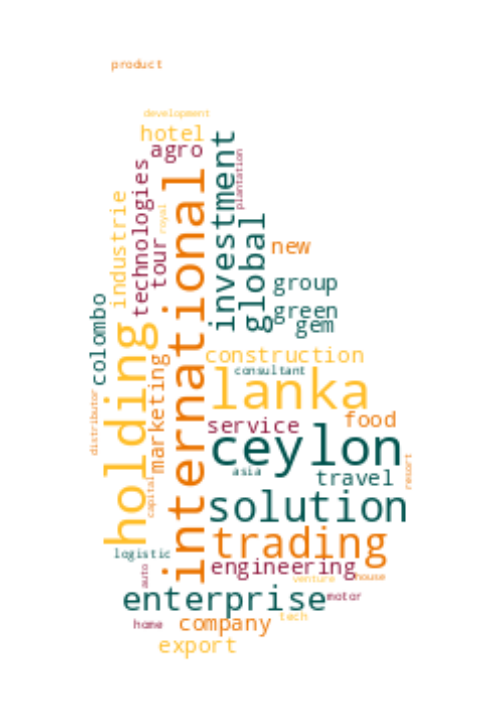 product
development
hotel
agro
investment
plantation
technologies
international
industrie
royal
tour
global
new
group
green
gem
colombo
holding
construction
consultant
marketing
lanka
distributor
food
service
ceylon
asia
travel
resort
capital
solution
trading
logistic
engineering
auto
venture
house
enterprise
motor
home
company
tech
export